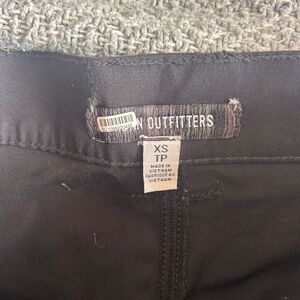 N OUTFITTERS
XS
TP
MADE IN
VIETNAM
FABRIQUÉ AU
VIETNAM